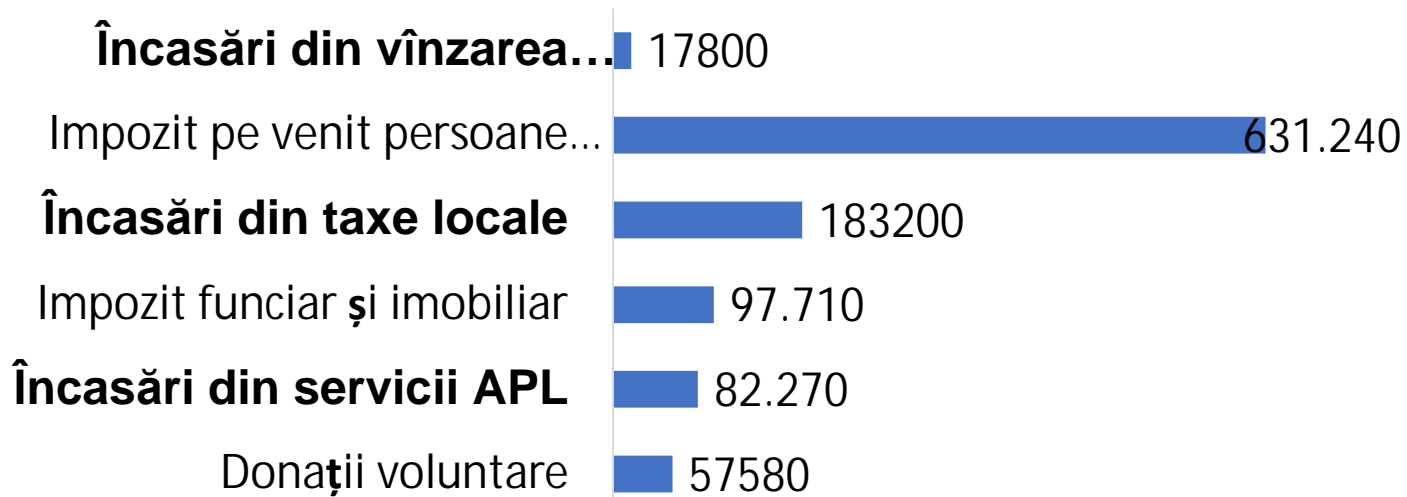 Încasări din vînzarea… 17800
Impozit pe venit persoane… 631.240
Încasări din taxe locale 183200
Impozit funciar și imobiliar 97.710
Încasări din servicii APL 82.270
Donații voluntare 57580